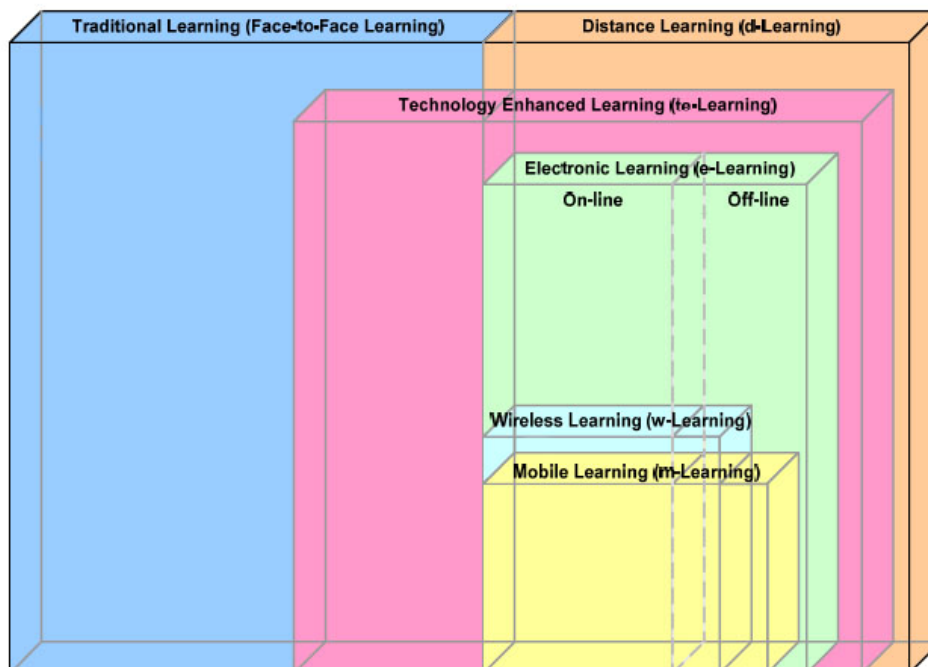 Traditional Learning (Face-to-Face Learning)
Distance Learning (d-Learning)
Technology Enhanced Learning (te-Learning)
Electronic Learning (e-Learning)
On-line
Off-line
Wireless Learning (w-Learning)
Mobile Learning (m-Learning)